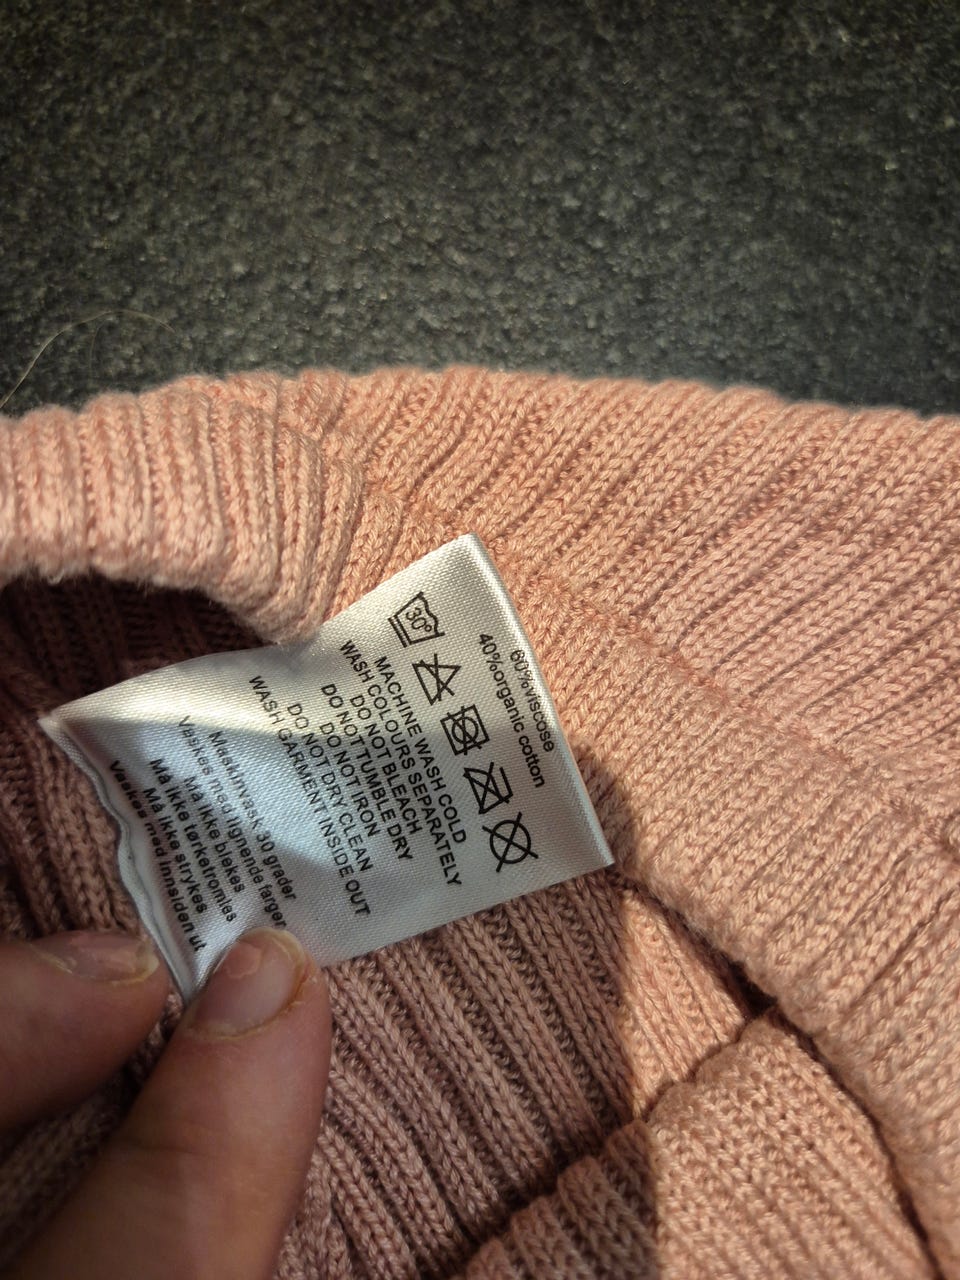 60%viscose
40%organic cotton
30°
MACHINE WASH COLD
WASH COLOURS SEPARATELY
DO NOT BLEACH
DO NOTTUMBLE DRY
DO NOT IRON
DO NOT DRY CLEAN
WASH GARMENT INSIDE OUT
Maskinvask 30 grader
Vaskes med lignende farger
Må ikke blekes
Må ikke tørketromles
Må ikke strykes
Vaskes med innsiden ut